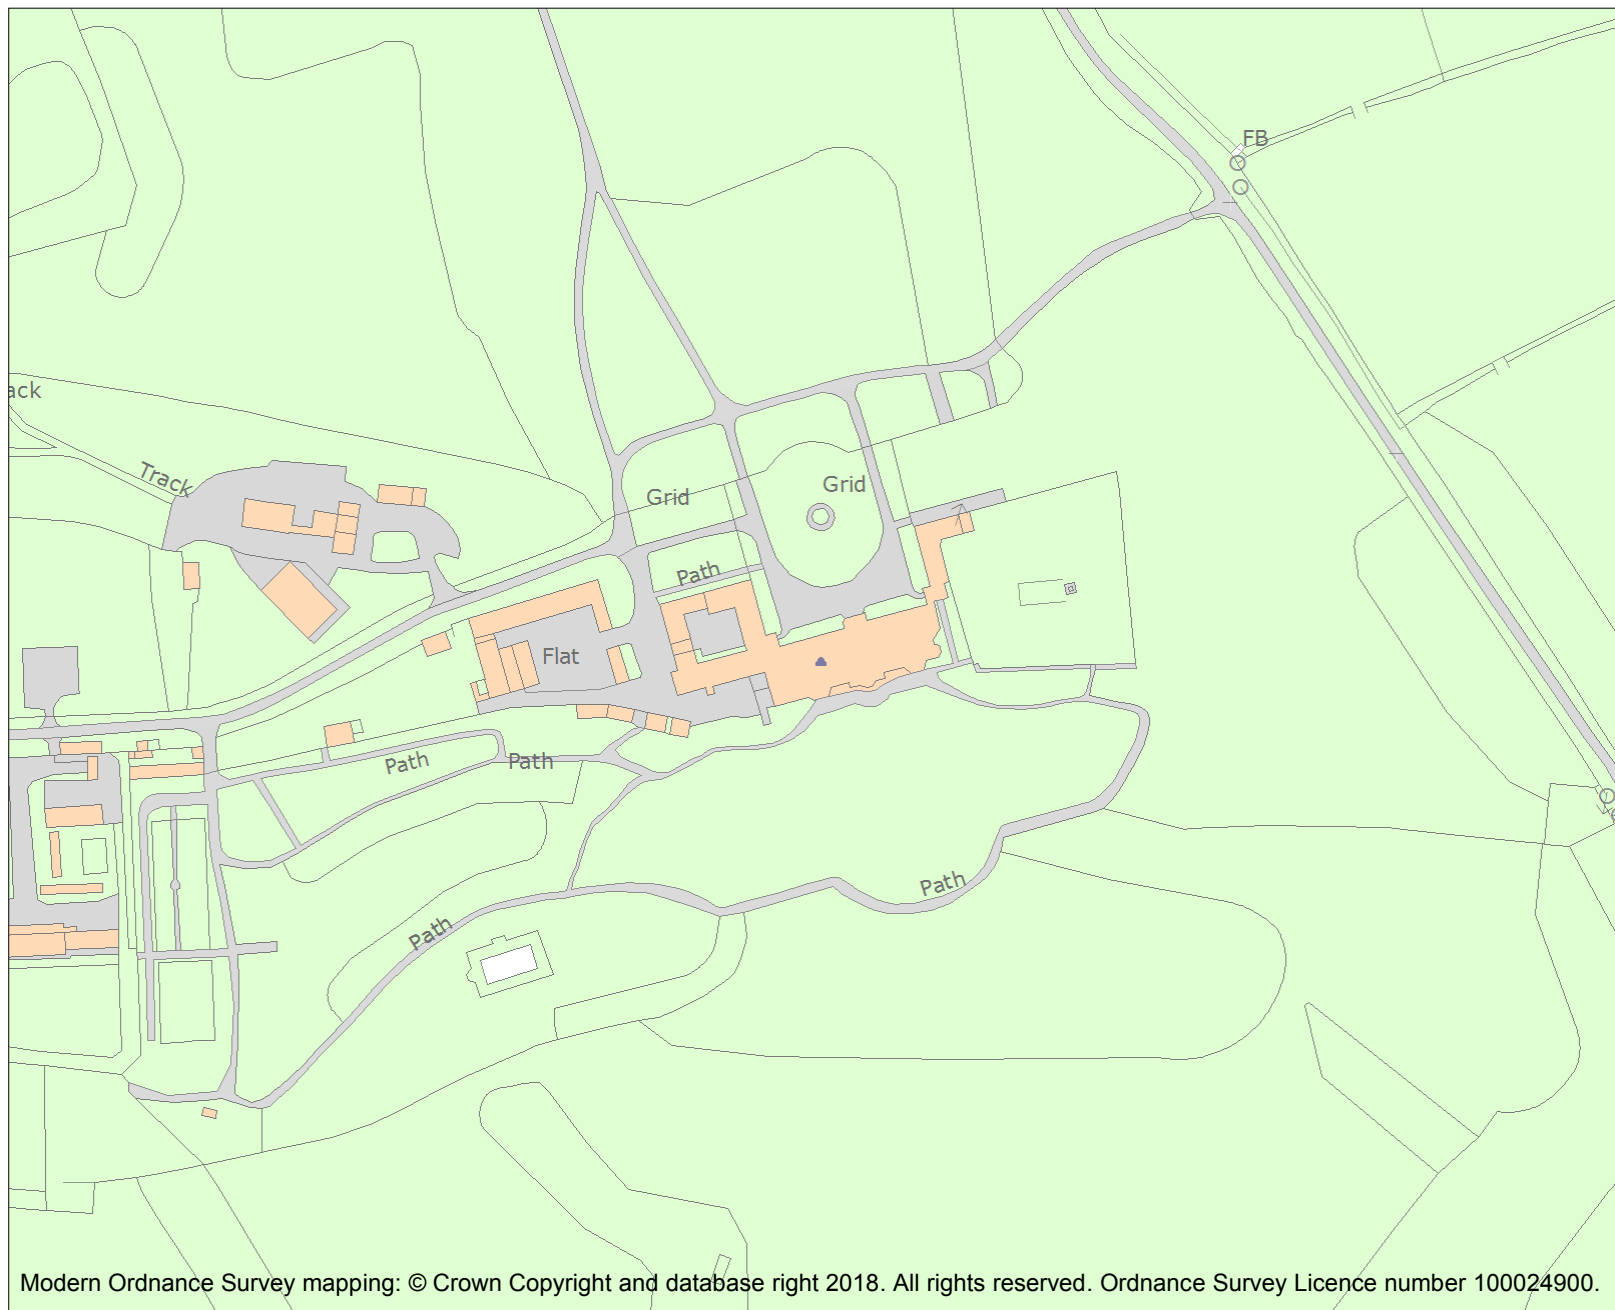 FB
ack
Track
Grid
Grid
Path
Flat
Path
Path
Path
Path
Modern Ordnance Survey mapping: © Crown Copyright and database right 2018. All rights reserved. Ordnance Survey Licence number 100024900.